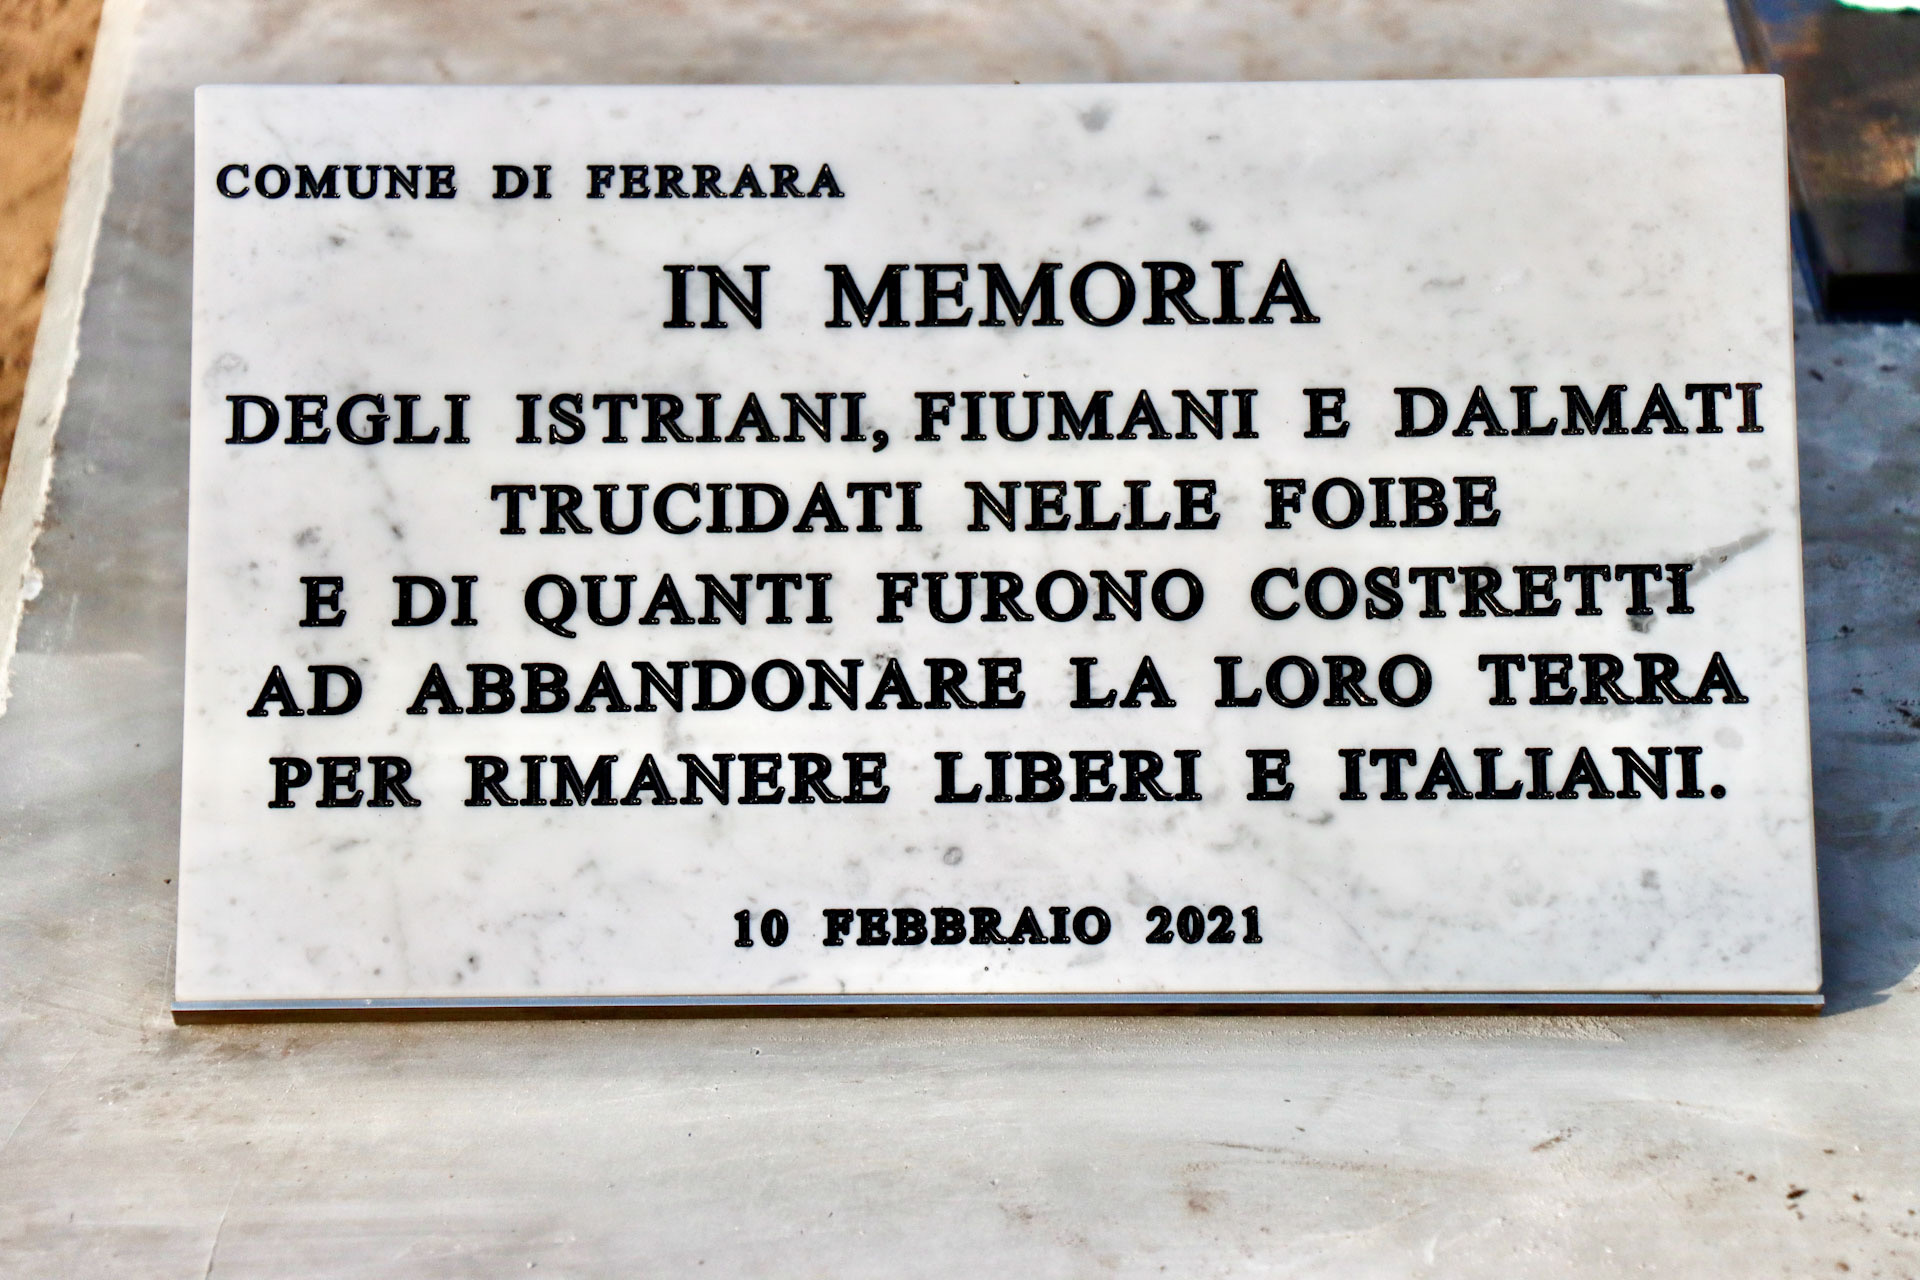 COMUNE DI FERRARA
IN MEMORIA
DEGLI ISTRIANI, FIUMANI E DALMATI
TRUCIDATI NELLE FOIBE
E DI QUANTI FURONO COSTRETTI
AD ABBANDONARE LA LORO TERRA
PER RIMANERE LIBERI E ITALIANI.
10 FEBBRAIO 2021